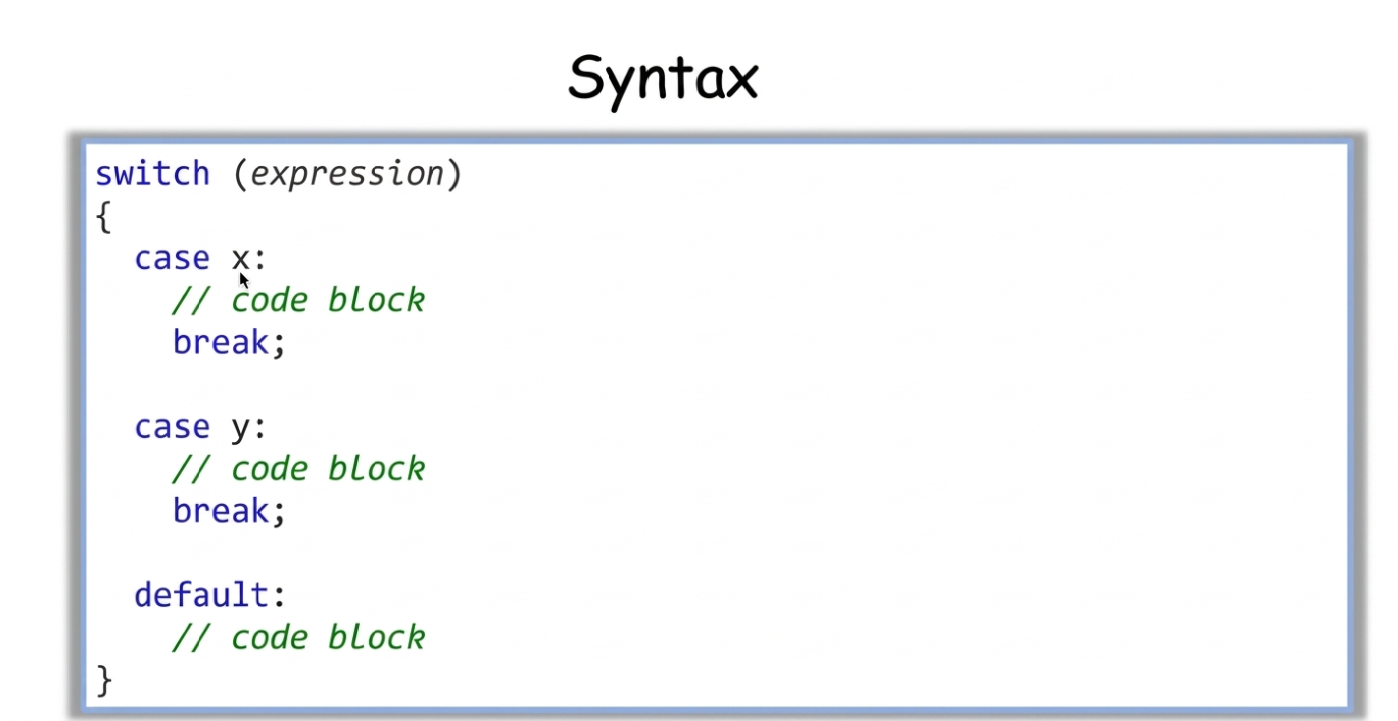 Syntax
switch (expression)
{
case x:
// code block
break;
case y:
// code block
break;
default:
// code block
}